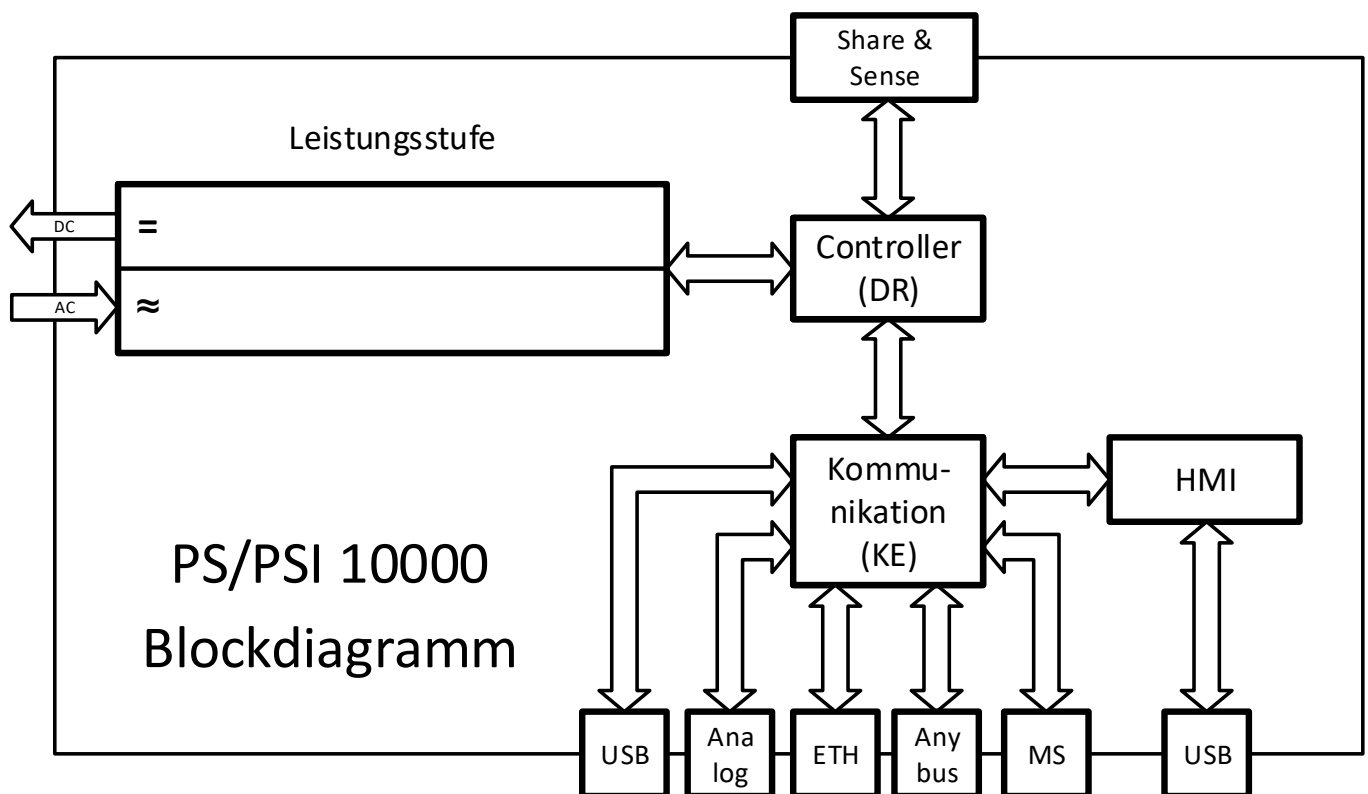 Share &
Sense
Leistungsstufe
DC
=
Controller
(DR)
AC
≈
Kommu-
nikation
(KE)
HMI
PS/PSI 10000
Blockdiagramm
USB
Ana
log
ETH
Any
bus
MS
USB